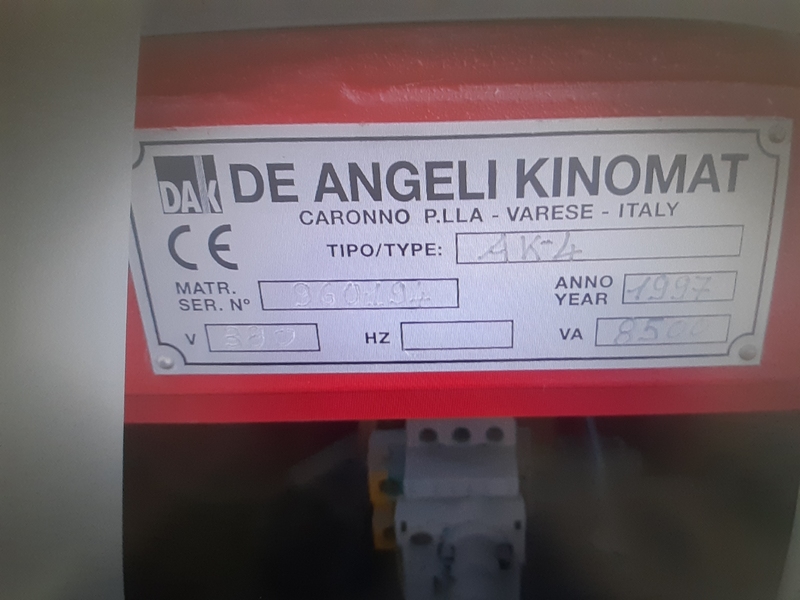 DAK DE ANGELI KINOMAT
CARONNO P.LLA - VARESE - ITALY
CE TIPO/TYPE: AK-4
MATR. SER. Nº 960194 ANNO YEAR 1997
V 380 HZ VA 8500